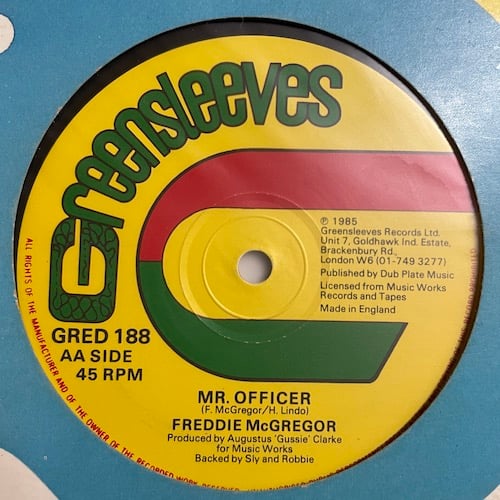 Greensleeves
℗ 1985
Greensleeves Records Ltd.
Unit 7, Goldhawk Ind. Estate,
Brackenbury Rd.,
London W6 (01-749 3277)
Published by Dub Plate Music
Licensed from Music Works
Records and Tapes
Made in England
GRED 188
AA SIDE
45 RPM
MR. OFFICER
(F. McGregor/H. Lindo)
FREDDIE McGREGOR
Produced by Augustus 'Gussie' Clarke
for Music Works
Backed by Sly and Robbie
ALL RIGHTS OF THE MANUFACTURER AND OF THE OWNER OF THE RECORDED WORK RESERVED